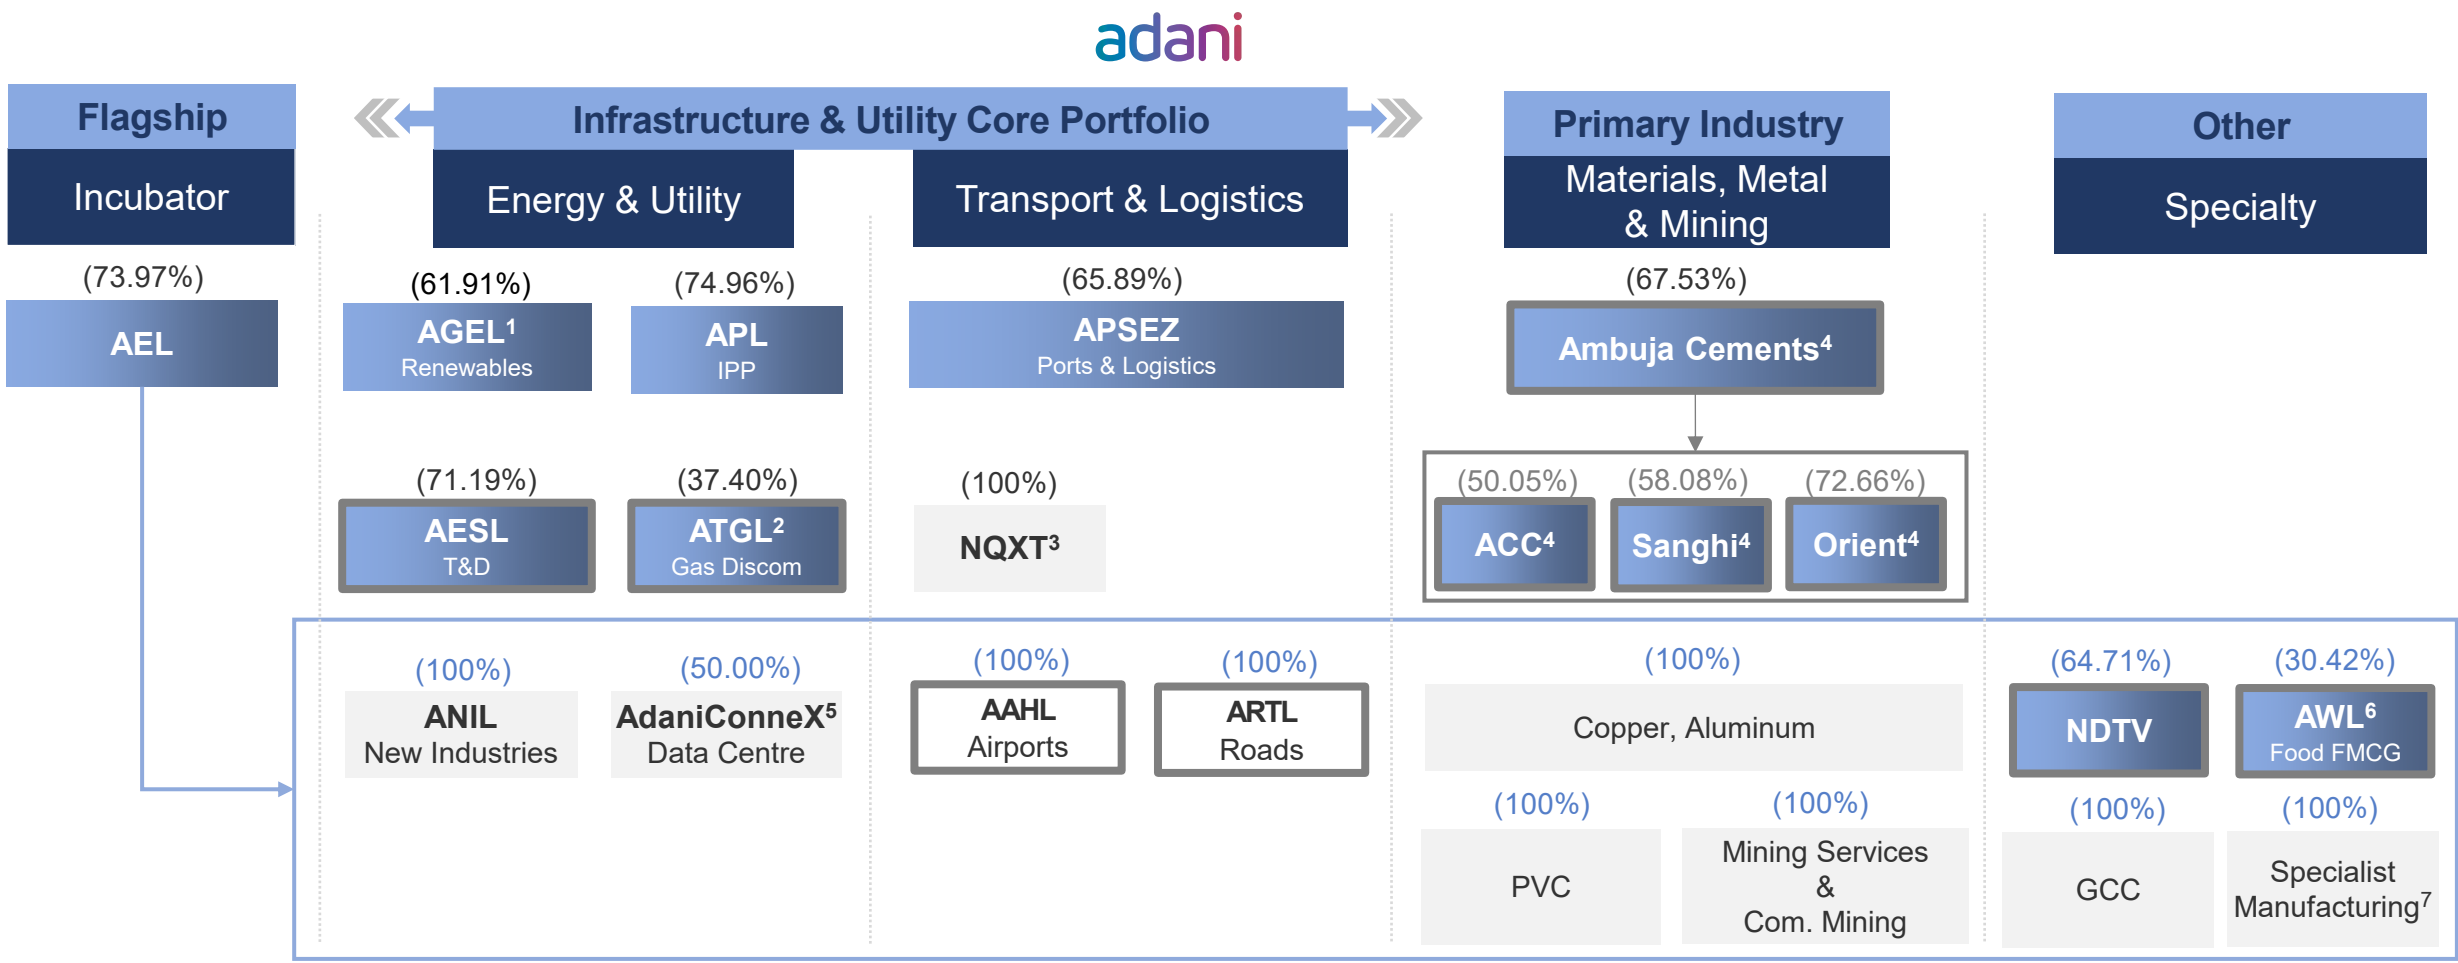 adani
Flagship
Incubator
(73.97%)
AEL
Infrastructure & Utility Core Portfolio
Energy & Utility
(61.91%)
AGEL¹
Renewables
(74.96%)
APL
IPP
(71.19%)
AESL
T&D
(37.40%)
ATGL²
Gas Discom
Transport & Logistics
(65.89%)
APSEZ
Ports & Logistics
(100%)
NQXT³
Primary Industry
Materials, Metal
& Mining
(67.53%)
Ambuja Cements⁴
(50.05%)
ACC⁴
(58.08%)
Sanghi⁴
(72.66%)
Orient⁴
Other
Specialty
(100%)
ANIL
New Industries
(50.00%)
AdaniConneX⁵
Data Centre
(100%)
AAHL
Airports
(100%)
ARTL
Roads
(100%)
Copper, Aluminum
(100%)
PVC
(100%)
Mining Services
&
Com. Mining
(64.71%)
NDTV
(30.42%)
AWL⁶
Food FMCG
(100%)
GCC
(100%)
Specialist
Manufacturing⁷